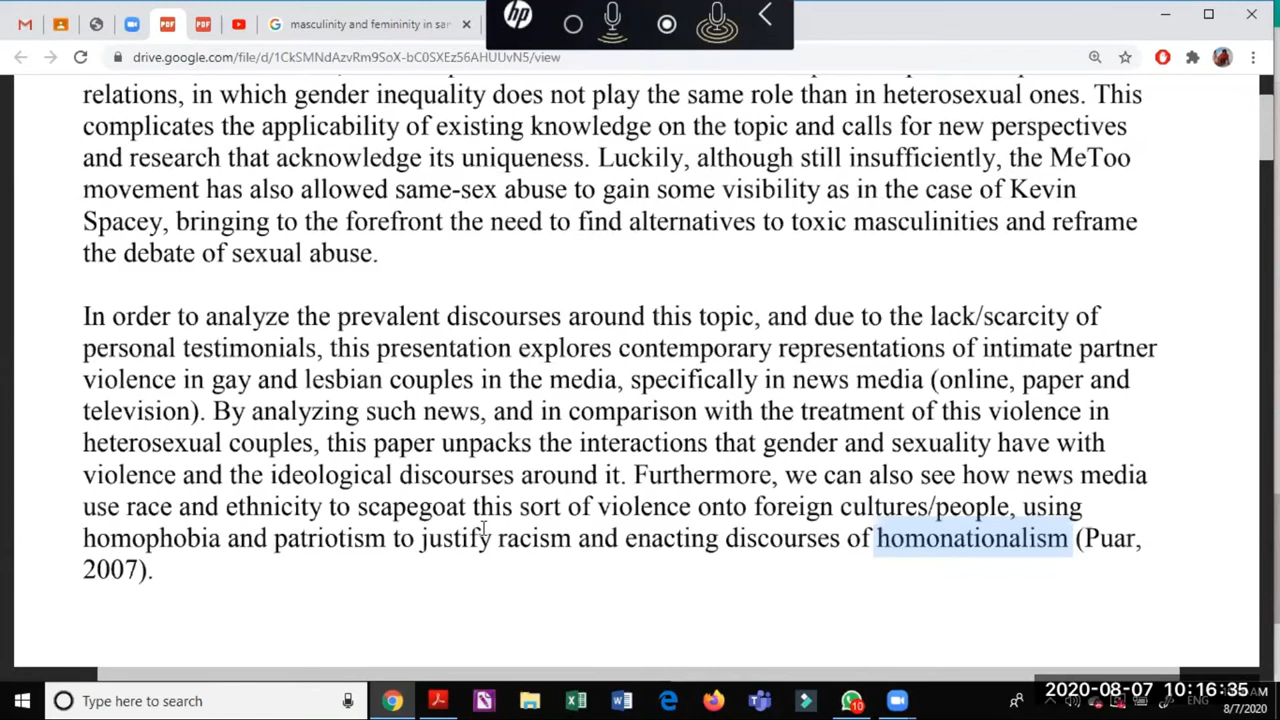 masculinity and femininity in sar
hp
drive.google.com/file/d/1CkSMNdAzvRm9SoX-bC0SXEz56AHUUvN5/view
relations, in which gender inequality does not play the same role than in heterosexual ones. This
complicates the applicability of existing knowledge on the topic and calls for new perspectives
and research that acknowledge its uniqueness. Luckily, although still insufficiently, the MeToo
movement has also allowed same-sex abuse to gain some visibility as in the case of Kevin
Spacey, bringing to the forefront the need to find alternatives to toxic masculinities and reframe
the debate of sexual abuse.
In order to analyze the prevalent discourses around this topic, and due to the lack/scarcity of
personal testimonials, this presentation explores contemporary representations of intimate partner
violence in gay and lesbian couples in the media, specifically in news media (online, paper and
television). By analyzing such news, and in comparison with the treatment of this violence in
heterosexual couples, this paper unpacks the interactions that gender and sexuality have with
violence and the ideological discourses around it. Furthermore, we can also see how news media
use race and ethnicity to scapegoat this sort of violence onto foreign cultures/people, using
homophobia and patriotism to justify racism and enacting discourses of homonationalism (Puar,
2007).
Type here to search
10
ENG
2020-08-07 10:16:35
8/7/2020